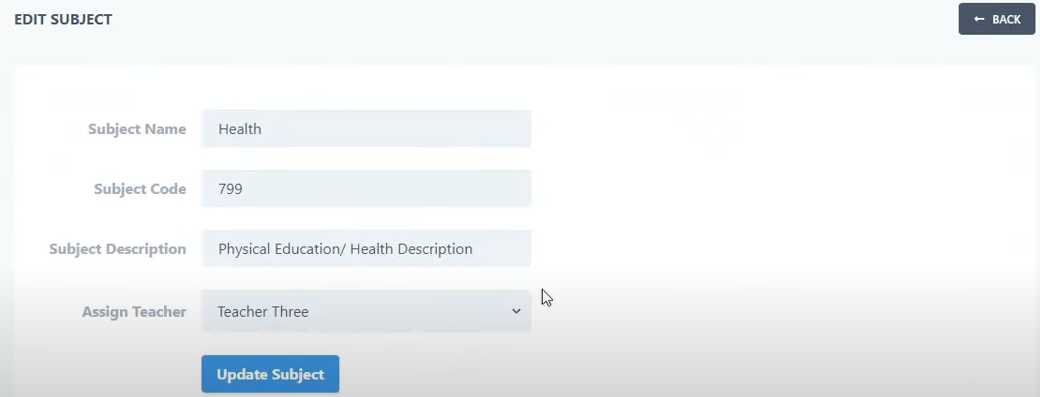 EDIT SUBJECT
← BACK
Subject Name Health
Subject Code 799
Subject Description Physical Education/ Health Description
Assign Teacher Teacher Three
Update Subject